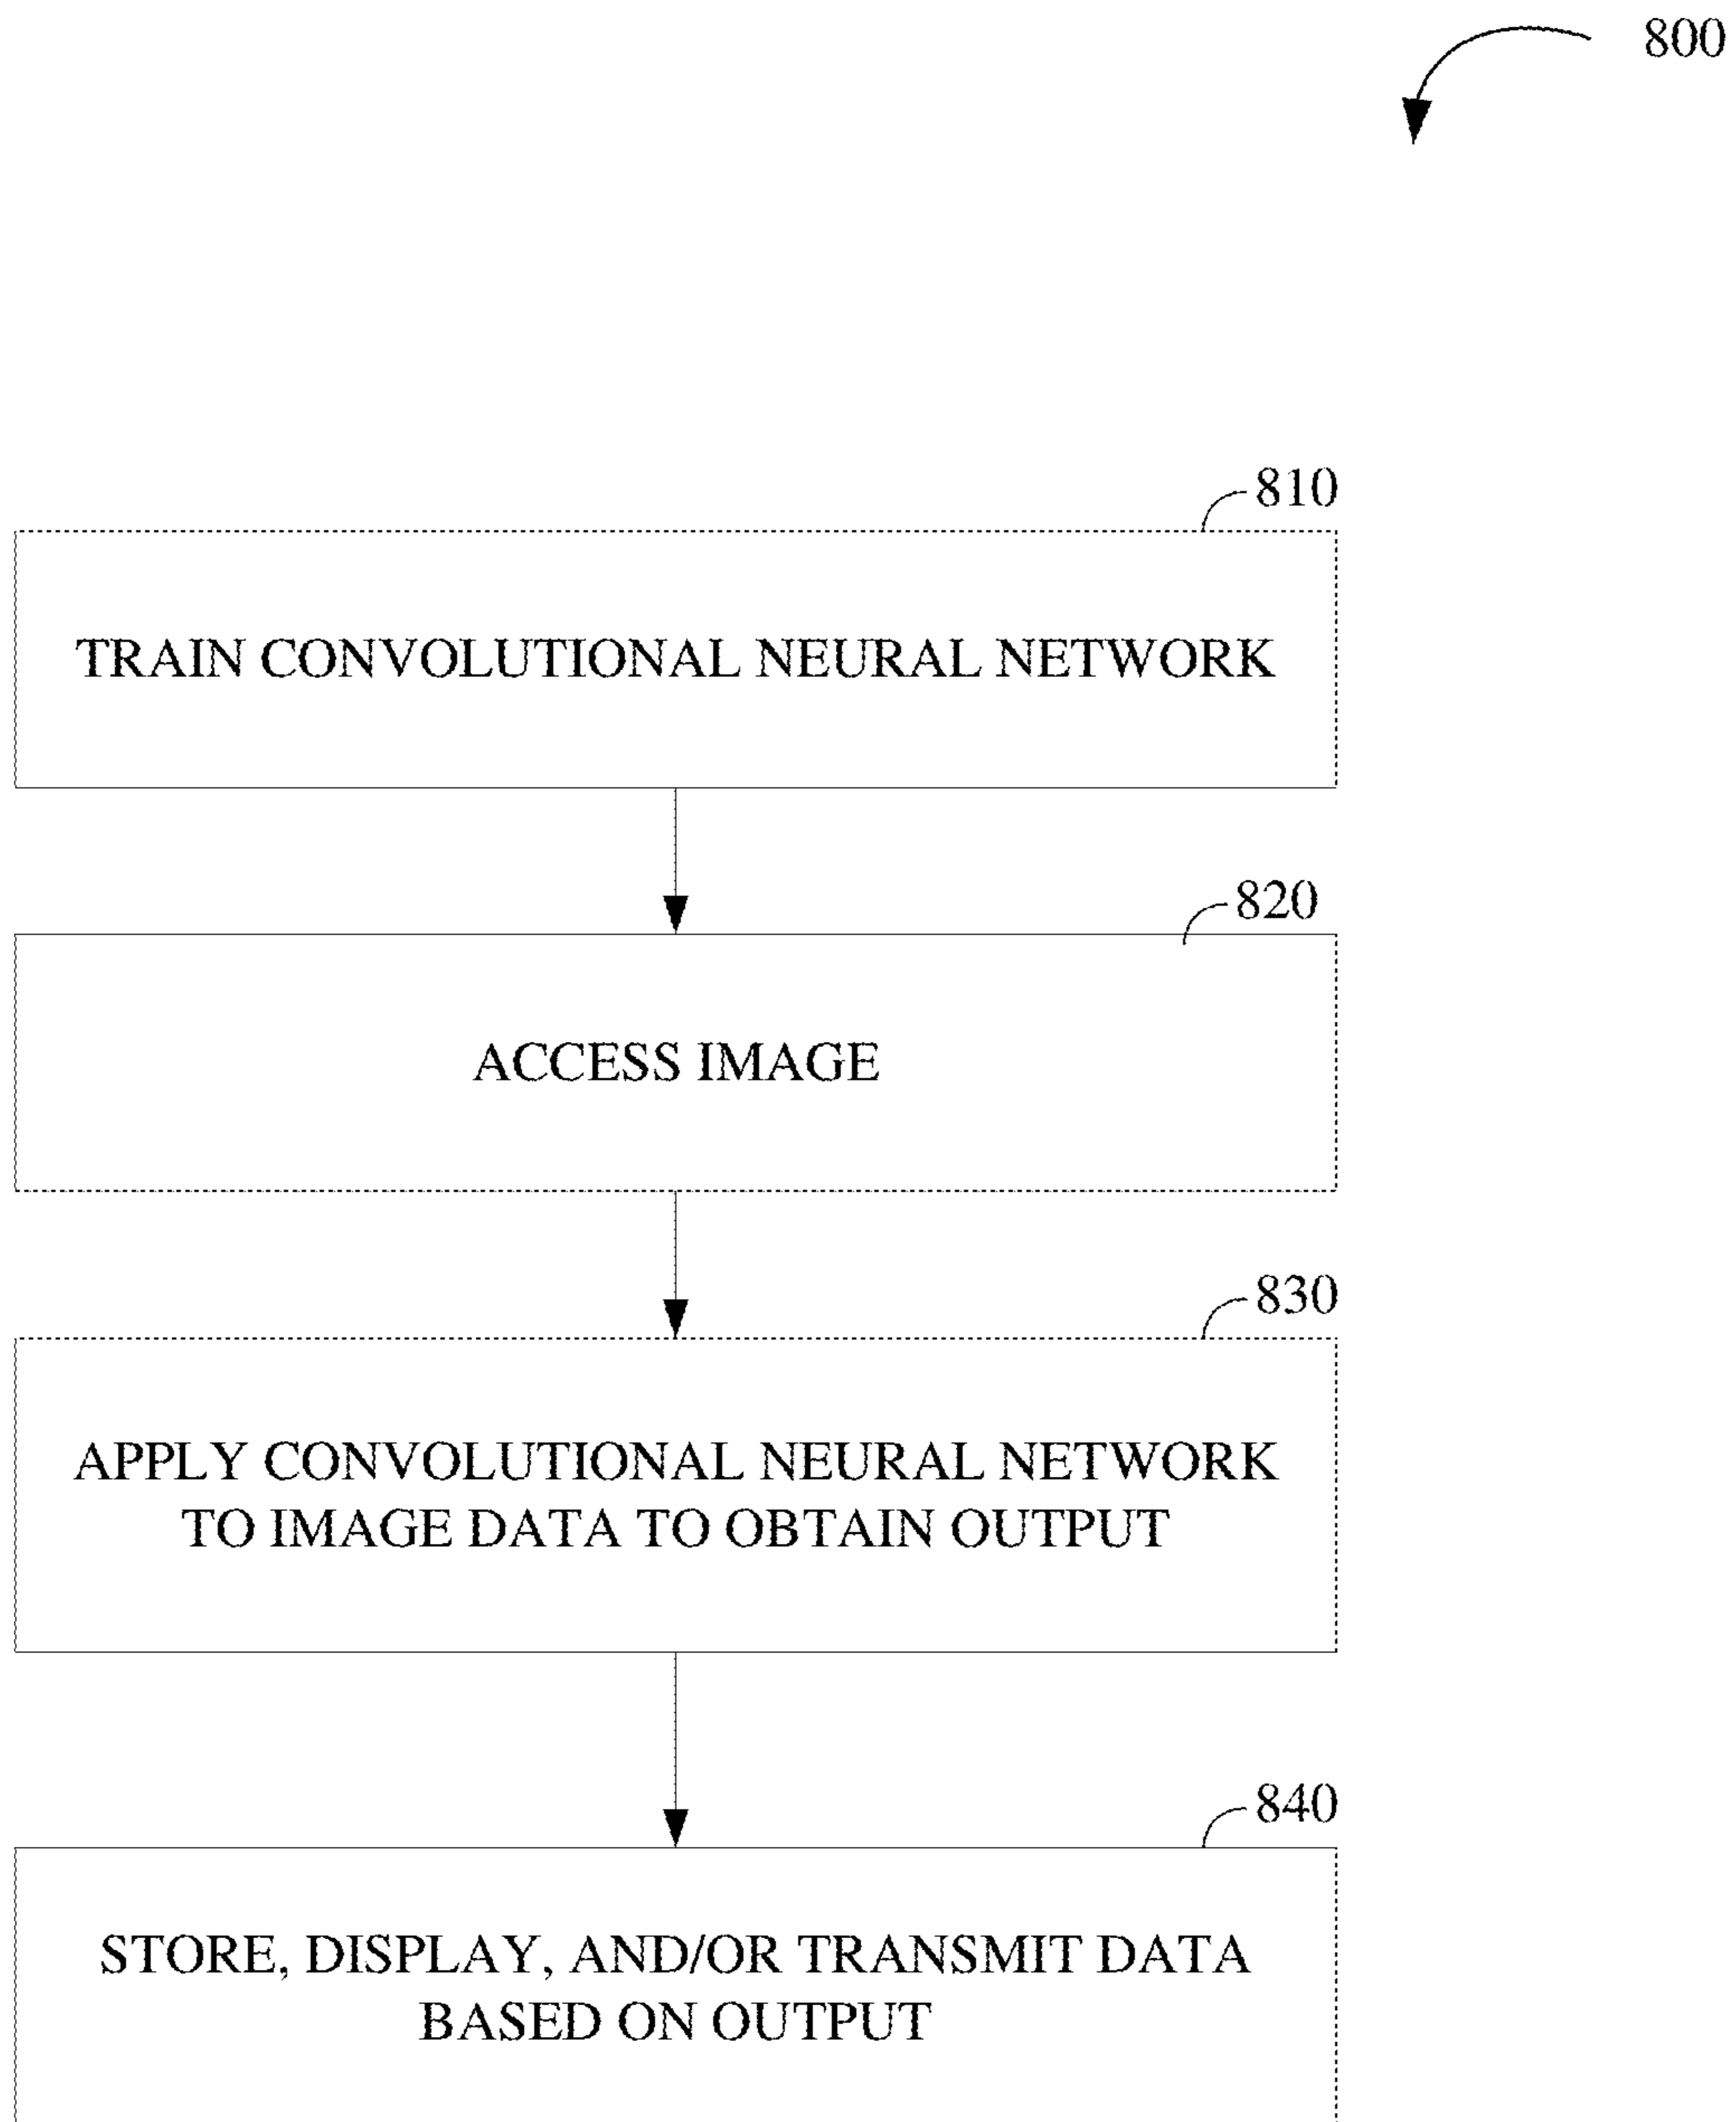 800
810
TRAIN CONVOLUTIONAL NEURAL NETWORK
820
ACCESS IMAGE
830
APPLY CONVOLUTIONAL NEURAL NETWORK
TO IMAGE DATA TO OBTAIN OUTPUT
840
STORE, DISPLAY, AND/OR TRANSMIT DATA
BASED ON OUTPUT